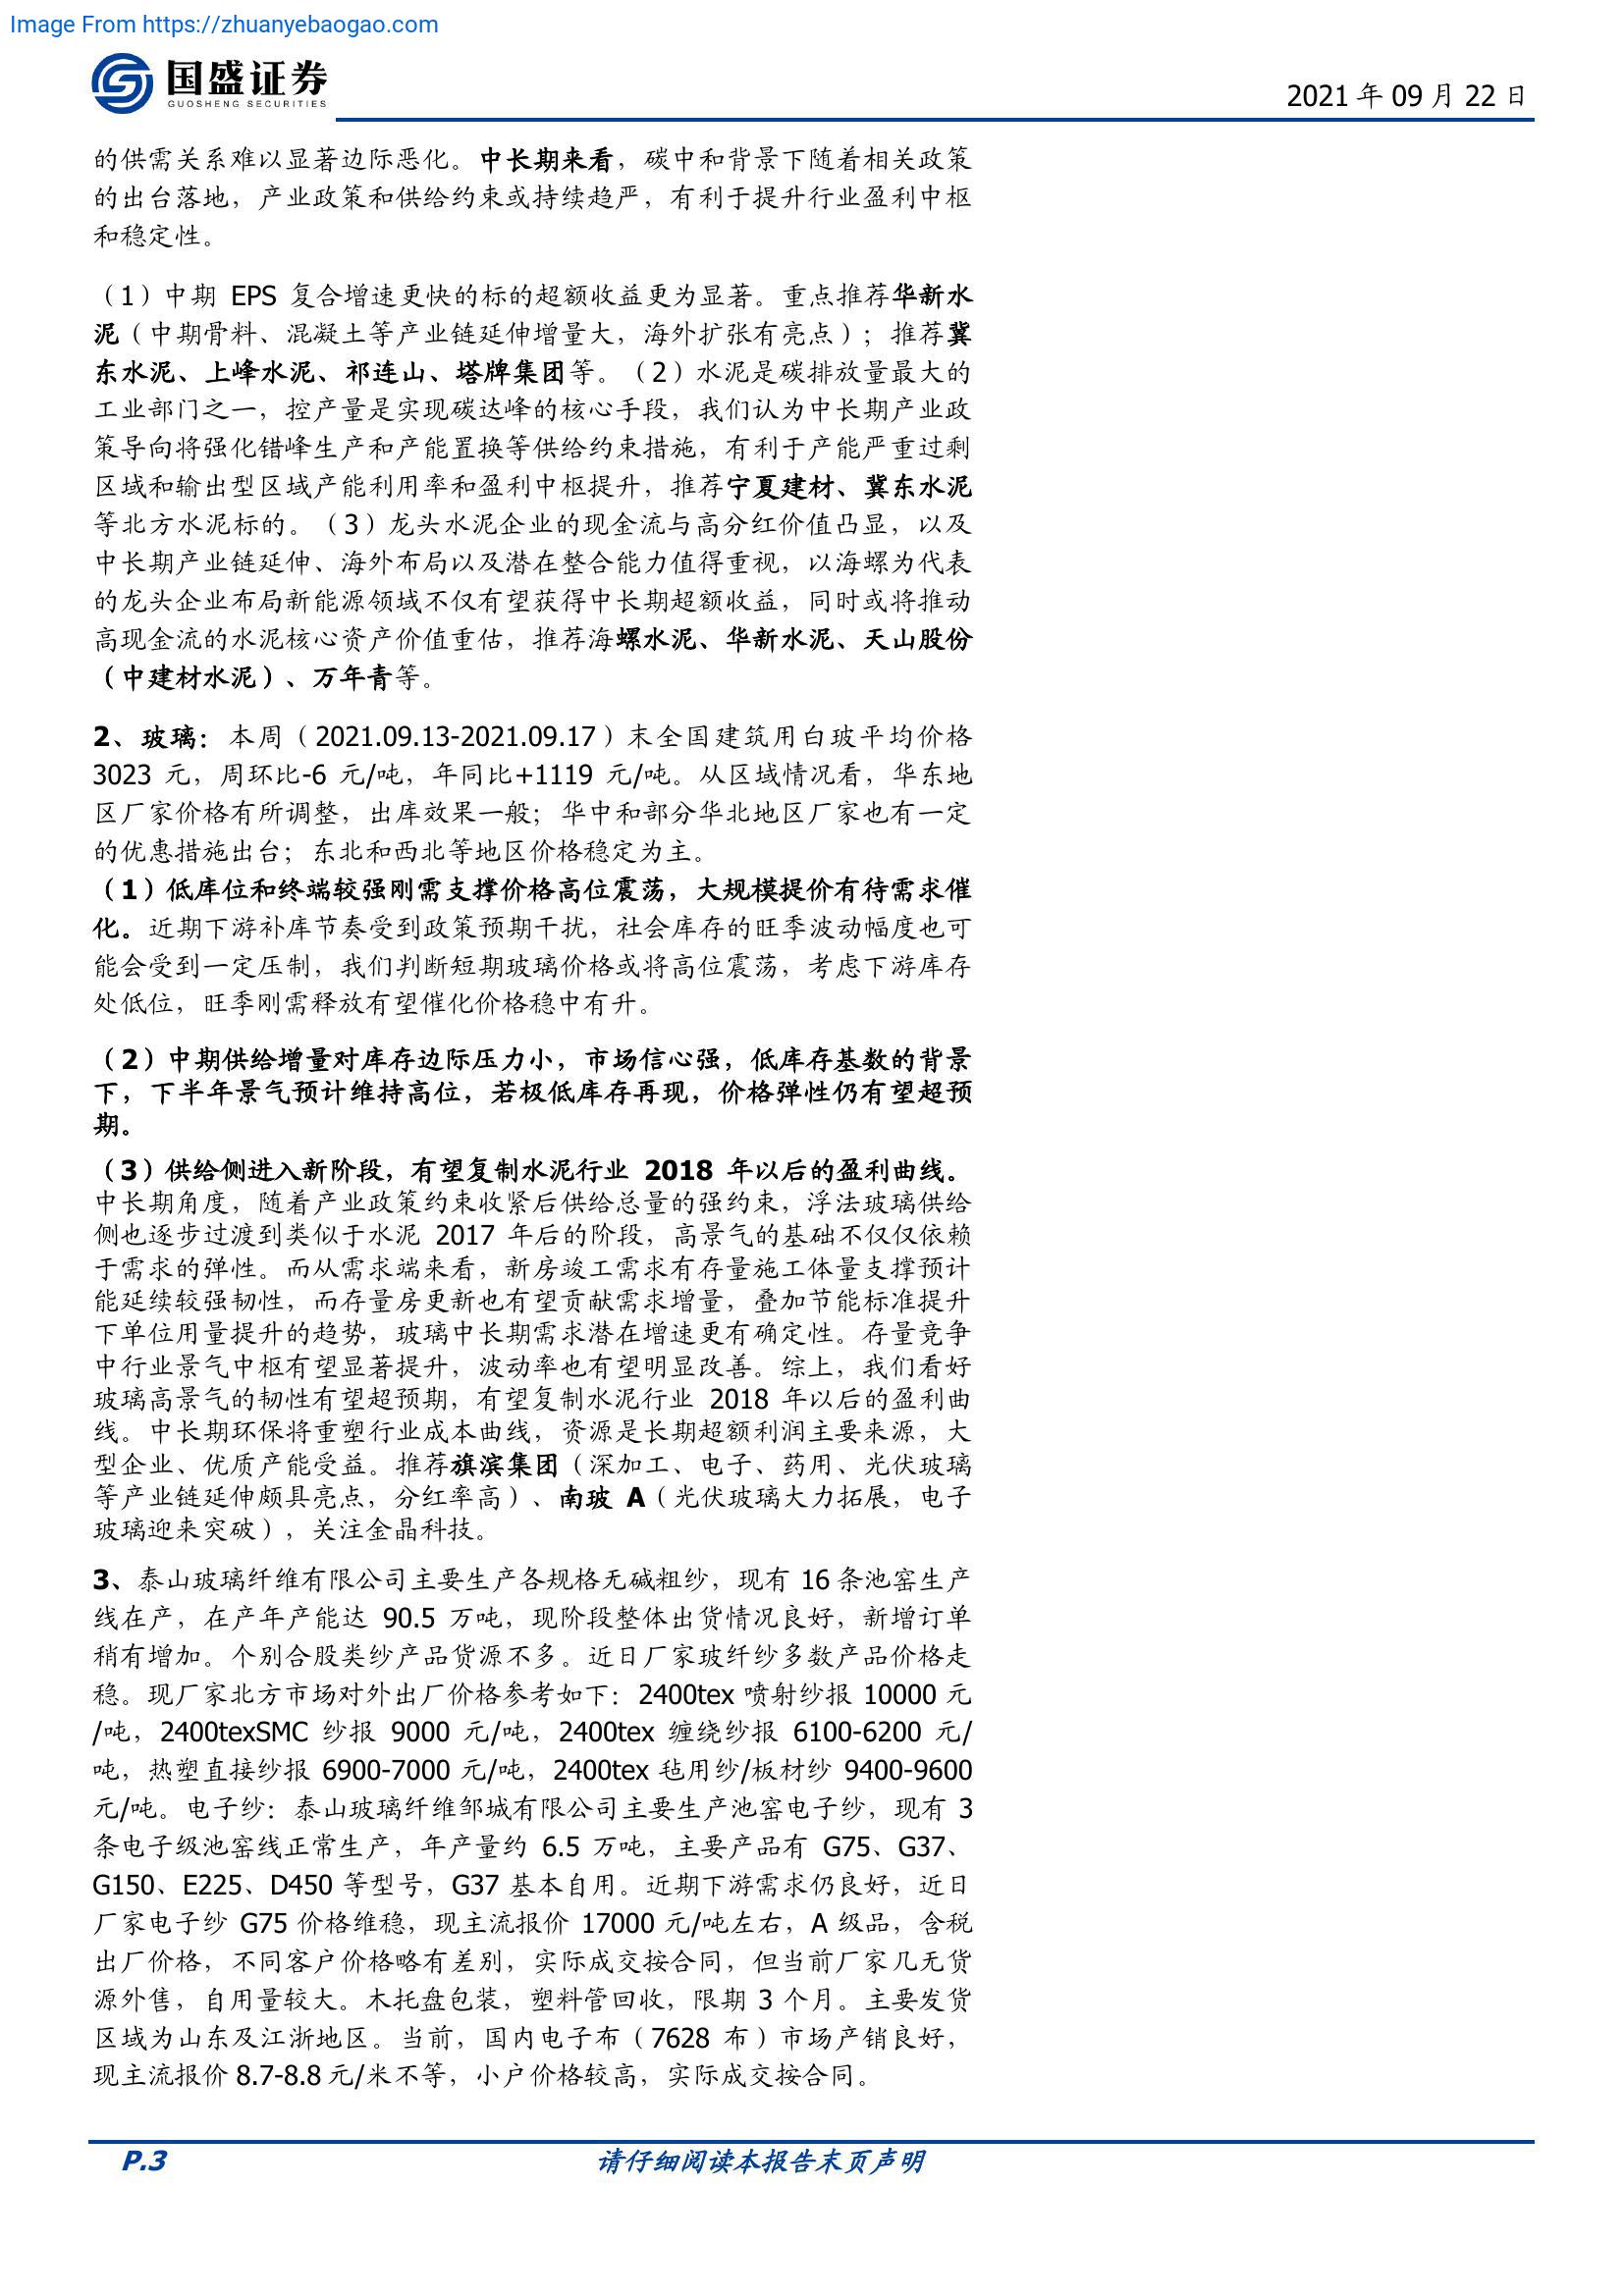 Image From https://zhuanyebaogao.com
国盛证券
GUOSHENG SECURITIES
2021 年 09 月 22 日
的供需关系难以显著边际恶化。中长期来看，碳中和背景下随着相关政策
的出台落地，产业政策和供给约束或持续趋严，有利于提升行业盈利中枢
和稳定性。
（1）中期 EPS 复合增速更快的标的超额收益更为显著。重点推荐华新水
泥（中期骨料、混凝土等产业链延伸增量大，海外扩张有亮点）；推荐冀
东水泥、上峰水泥、祁连山、塔牌集团等。（2）水泥是碳排放量最大的
工业部门之一，控产量是实现碳达峰的核心手段，我们认为中长期产业政
策导向将强化错峰生产和产能置换等供给约束措施，有利于产能严重过剩
区域和输出型区域产能利用率和盈利中枢提升，推荐宁夏建材、冀东水泥
等北方水泥标的。（3）龙头水泥企业的现金流与高分红价值凸显，以及
中长期产业链延伸、海外布局以及潜在整合能力值得重视，以海螺为代表
的龙头企业布局新能源领域不仅有望获得中长期超额收益，同时或将推动
高现金流的水泥核心资产价值重估，推荐海螺水泥、华新水泥、天山股份
（中建材水泥）、万年青等。
2、玻璃：本周（2021.09.13-2021.09.17）末全国建筑用白玻平均价格
3023 元，周环比-6 元/吨，年同比+1119 元/吨。从区域情况看，华东地
区厂家价格有所调整，出库效果一般；华中和部分华北地区厂家也有一定
的优惠措施出台；东北和西北等地区价格稳定为主。
（1）低库位和终端较强刚需支撑价格高位震荡，大规模提价有待需求催
化。近期下游补库节奏受到政策预期干扰，社会库存的旺季波动幅度也可
能会受到一定压制，我们判断短期玻璃价格或将高位震荡，考虑下游库存
处低位，旺季刚需释放有望催化价格稳中有升。
（2）中期供给增量对库存边际压力小，市场信心强，低库存基数的背景
下，下半年景气预计维持高位，若极低库存再现，价格弹性仍有望超预
期。
（3）供给侧进入新阶段，有望复制水泥行业 2018 年以后的盈利曲线。
中长期角度，随着产业政策约束收紧后供给总量的强约束，浮法玻璃供给
侧也逐步过渡到类似于水泥 2017 年后的阶段，高景气的基础不仅仅依赖
于需求的弹性。而从需求端来看，新房竣工需求有存量施工体量支撑预计
能延续较强韧性，而存量房更新也有望贡献需求增量，叠加节能标准提升
下单位用量提升的趋势，玻璃中长期需求潜在增速更有确定性。存量竞争
中行业景气中枢有望显著提升，波动率也有望明显改善。综上，我们看好
玻璃高景气的韧性有望超预期，有望复制水泥行业 2018 年以后的盈利曲
线。中长期环保将重塑行业成本曲线，资源是长期超额利润主要来源，大
型企业、优质产能受益。推荐旗滨集团（深加工、电子、药用、光伏玻璃
等产业链延伸颇具亮点，分红率高）、南玻 A（光伏玻璃大力拓展，电子
玻璃迎来突破），关注金晶科技。
3、泰山玻璃纤维有限公司主要生产各规格无碱粗纱，现有 16 条池窑生产
线在产，在产年产能达 90.5 万吨，现阶段整体出货情况良好，新增订单
稍有增加。个别合股类纱产品货源不多。近日厂家玻纤纱多数产品价格走
稳。现厂家北方市场对外出厂价格参考如下：2400tex 喷射纱报 10000 元
/吨，2400texSMC 纱报 9000 元/吨，2400tex 缠绕纱报 6100-6200 元/
吨，热塑直接纱报 6900-7000 元/吨，2400tex 毡用纱/板材纱 9400-9600
元/吨。电子纱：泰山玻璃纤维邹城有限公司主要生产池窑电子纱，现有 3
条电子级池窑线正常生产，年产量约 6.5 万吨，主要产品有 G75、G37、
G150、E225、D450 等型号，G37 基本自用。近期下游需求仍良好，近日
厂家电子纱 G75 价格维稳，现主流报价 17000 元/吨左右，A 级品，含税
出厂价格，不同客户价格略有差别，实际成交按合同，但当前厂家几无货
源外售，自用量较大。木托盘包装，塑料管回收，限期 3 个月。主要发货
区域为山东及江浙地区。当前，国内电子布（7628 布）市场产销良好，
现主流报价 8.7-8.8 元/米不等，小户价格较高，实际成交按合同。
P.3
请仔细阅读本报告末页声明